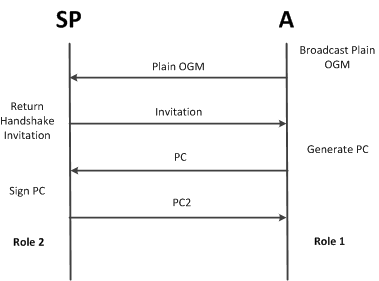 SP
A
Broadcast Plain
OGM
Plain OGM
Return
Handshake
Invitation
Invitation
Generate PC
PC
Sign PC
PC2
Role 2
Role 1